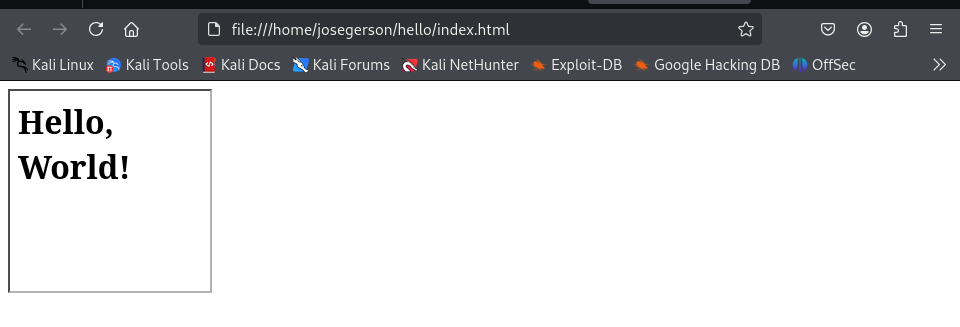 file:///home/josegerson/hello/index.html
Kali Linux Kali Tools Kali Docs Kali Forums Kali NetHunter Exploit-DB Google Hacking DB OffSec
Hello,
World!